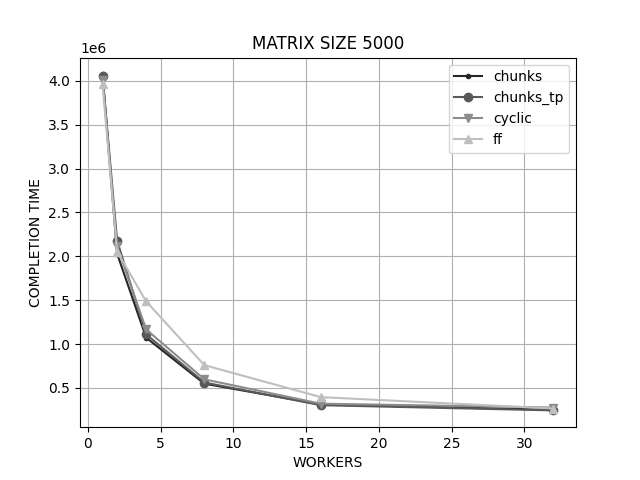 MATRIX SIZE 5000
1e6
4.0
3.5
3.0
2.5
2.0
1.5
1.0
0.5
COMPLETION TIME
chunks
chunks_tp
cyclic
ff
0 5 10 15 20 25 30
WORKERS